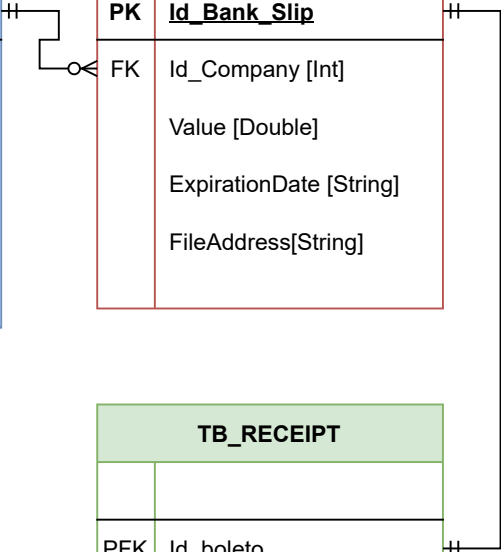 PK Id_Bank_Slip
FK Id_Company [Int]
Value [Double]
ExpirationDate [String]
FileAddress[String]
TB_RECEIPT
PFK Id_boleto